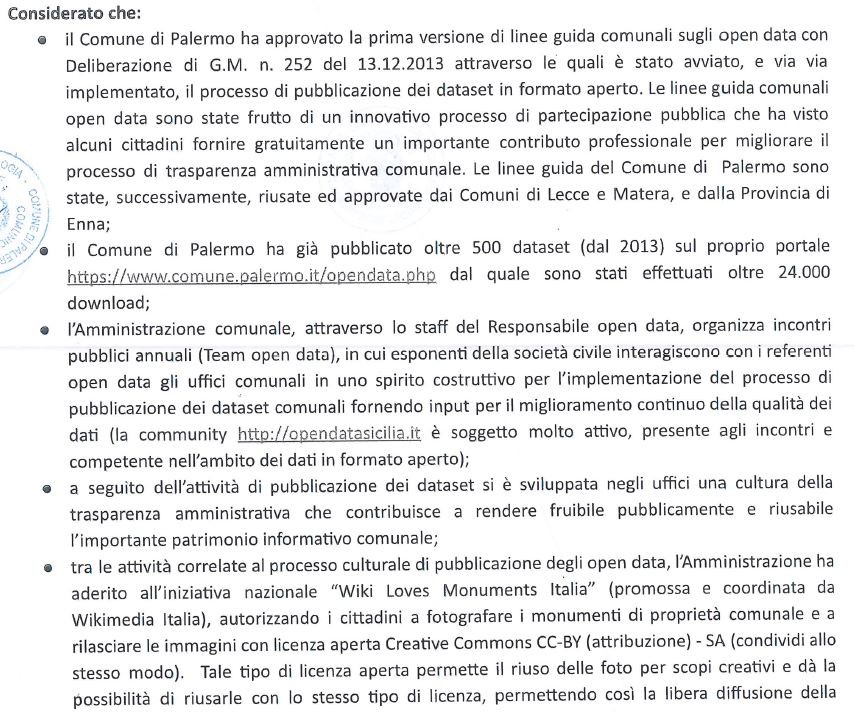 Considerato che:
• il Comune di Palermo ha approvato la prima versione di linee guida comunali sugli open data con
Deliberazione di G.M. n. 252 del 13.12.2013 attraverso le quali è stato avviato, e via via
implementato, il processo di pubblicazione dei dataset in formato aperto. Le linee guida comunali
open data sono state frutto di un innovativo processo di partecipazione pubblica che ha visto
alcuni cittadini fornire gratuitamente un importante contributo professionale per migliorare il
processo di trasparenza amministrativa comunale. Le linee guida del Comune di Palermo sono
state, successivamente, riusate ed approvate dai Comuni di Lecce e Matera, e dalla Provincia di
Enna;
• il Comune di Palermo ha già pubblicato oltre 500 dataset (dal 2013) sul proprio portale
https://www.comune.palermo.it/opendata.php dal quale sono stati effettuati oltre 24.000
download;
• l'Amministrazione comunale, attraverso lo staff del Responsabile open data, organizza incontri
pubblici annuali (Team open data), in cui esponenti della società civile interagiscono con i referenti
open data gli uffici comunali in uno spirito costruttivo per l'implementazione del processo di
pubblicazione dei dataset comunali fornendo input per il miglioramento continuo della qualità dei
dati (la community http://opendatasicilia.it è soggetto molto attivo, presente agli incontri e
competente nell'ambito dei dati in formato aperto);
• a seguito dell'attività di pubblicazione dei dataset si è sviluppata negli uffici una cultura della
trasparenza amministrativa che contribuisce a rendere fruibile pubblicamente e riusabile
l'importante patrimonio informativo comunale;
• tra le attività correlate al processo culturale di pubblicazione degli open data, l'Amministrazione ha
aderito all'iniziativa nazionale "Wiki Loves Monuments Italia" (promossa e coordinata da
Wikimedia Italia), autorizzando i cittadini a fotografare i monumenti di proprietà comunale e a
rilasciare le immagini con licenza aperta Creative Commons CC-BY (attribuzione) - SA (condividi allo
stesso modo). Tale tipo di licenza aperta permette il riuso delle foto per scopi creativi e dà la
possibilità di riusarle con lo stesso tipo di licenza, permettendo così la libera diffusione della
COMUNE DI PALER